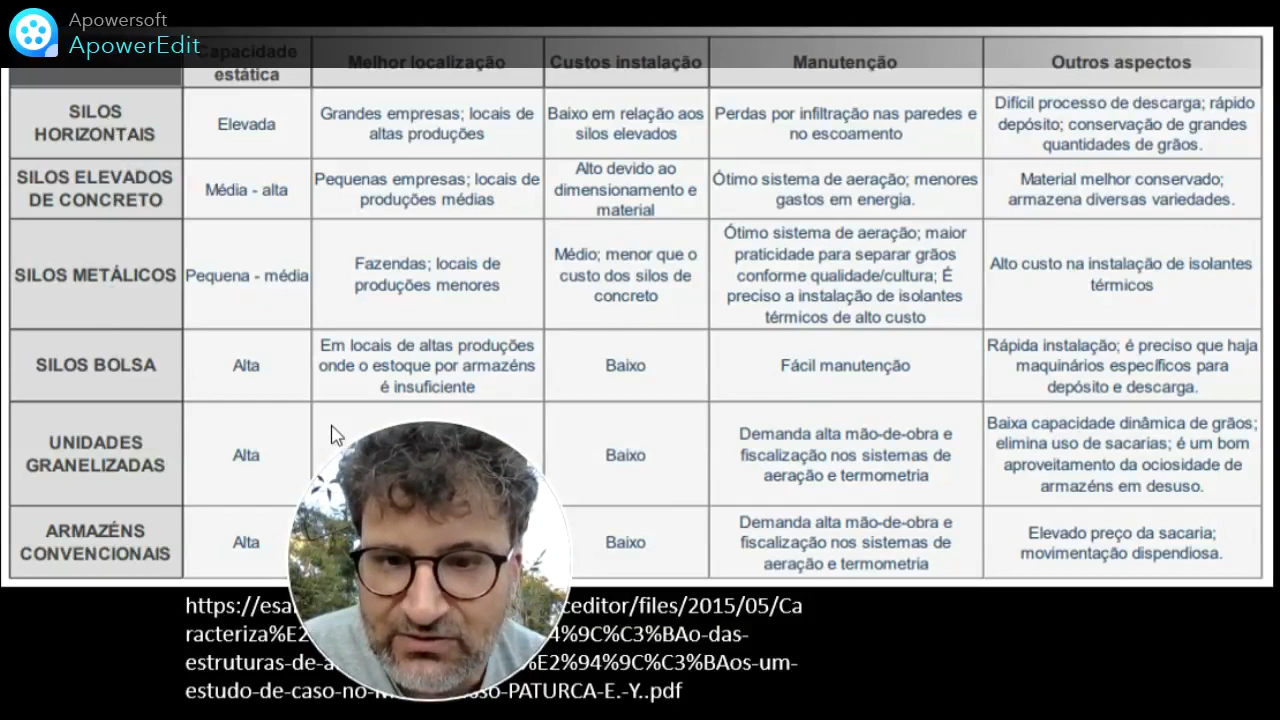 Apowersoft
ApowerEdit
Capacidade
estática
Melhor localização
Custos instalação
Manutenção
Outros aspectos
SILOS
HORIZONTAIS
Elevada
Grandes empresas; locais de
altas produções
Baixo em relação aos
silos elevados
Perdas por infiltração nas paredes e
no escoamento
Difícil processo de descarga; rápido
depósito; conservação de grandes
quantidades de grãos.
SILOS ELEVADOS
DE CONCRETO
Média - alta
Pequenas empresas; locais de
produções médias
Alto devido ao
dimensionamento e
material
Ótimo sistema de aeração; menores
gastos em energia.
Material melhor conservado;
armazena diversas variedades.
SILOS METÁLICOS
Pequena - média
Fazendas; locais de
produções menores
Médio; menor que o
custo dos silos de
concreto
Ótimo sistema de aeração; maior
praticidade para separar grãos
conforme qualidade/cultura; É
preciso a instalação de isolantes
térmicos de alto custo
Alto custo na instalação de isolantes
térmicos
SILOS BOLSA
Alta
Em locais de altas produções
onde o estoque por armazéns
é insuficiente
Baixo
Fácil manutenção
Rápida instalação; é preciso que haja
maquinários específicos para
depósito e descarga.
UNIDADES
GRANELIZADAS
Alta
Baixo
Demanda alta mão-de-obra e
fiscalização nos sistemas de
aeração e termometria
Baixa capacidade dinâmica de grãos;
elimina uso de sacarias; é um bom
aproveitamento da ociosidade de
armazéns em desuso.
ARMAZÉNS
CONVENCIONAIS
Alta
Baixo
Demanda alta mão-de-obra e
fiscalização nos sistemas de
aeração e termometria
Elevado preço da sacaria;
movimentação dispendiosa.
https://esal ceditor/files/2015/05/Ca
racteriza%E2 4%9C%C3%BAo-das-
estruturas-de-a %E2%94%9C%C3%BAos-um-
estudo-de-caso-no- sso-PATURCA-E.-Y..pdf